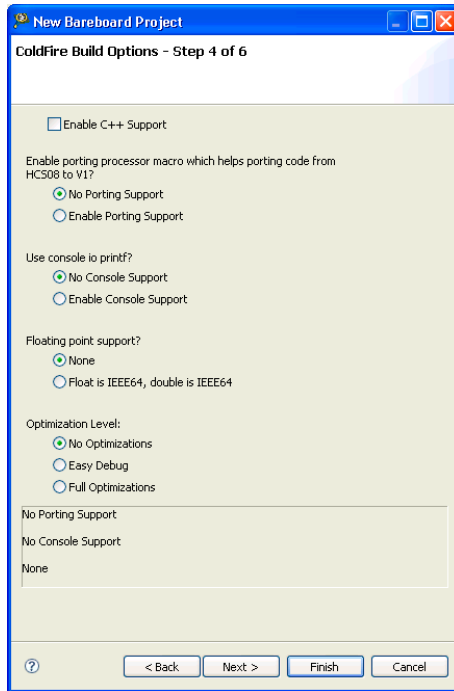 New Bareboard Project
ColdFire Build Options - Step 4 of 6
Enable C++ Support
Enable porting processor macro which helps porting code from
HCS08 to V1?
No Porting Support
Enable Porting Support
Use console io printf?
No Console Support
Enable Console Support
Floating point support?
None
Float is IEEE64, double is IEEE64
Optimization Level:
No Optimizations
Easy Debug
Full Optimizations
No Porting Support
No Console Support
None
? < Back Next > Finish Cancel